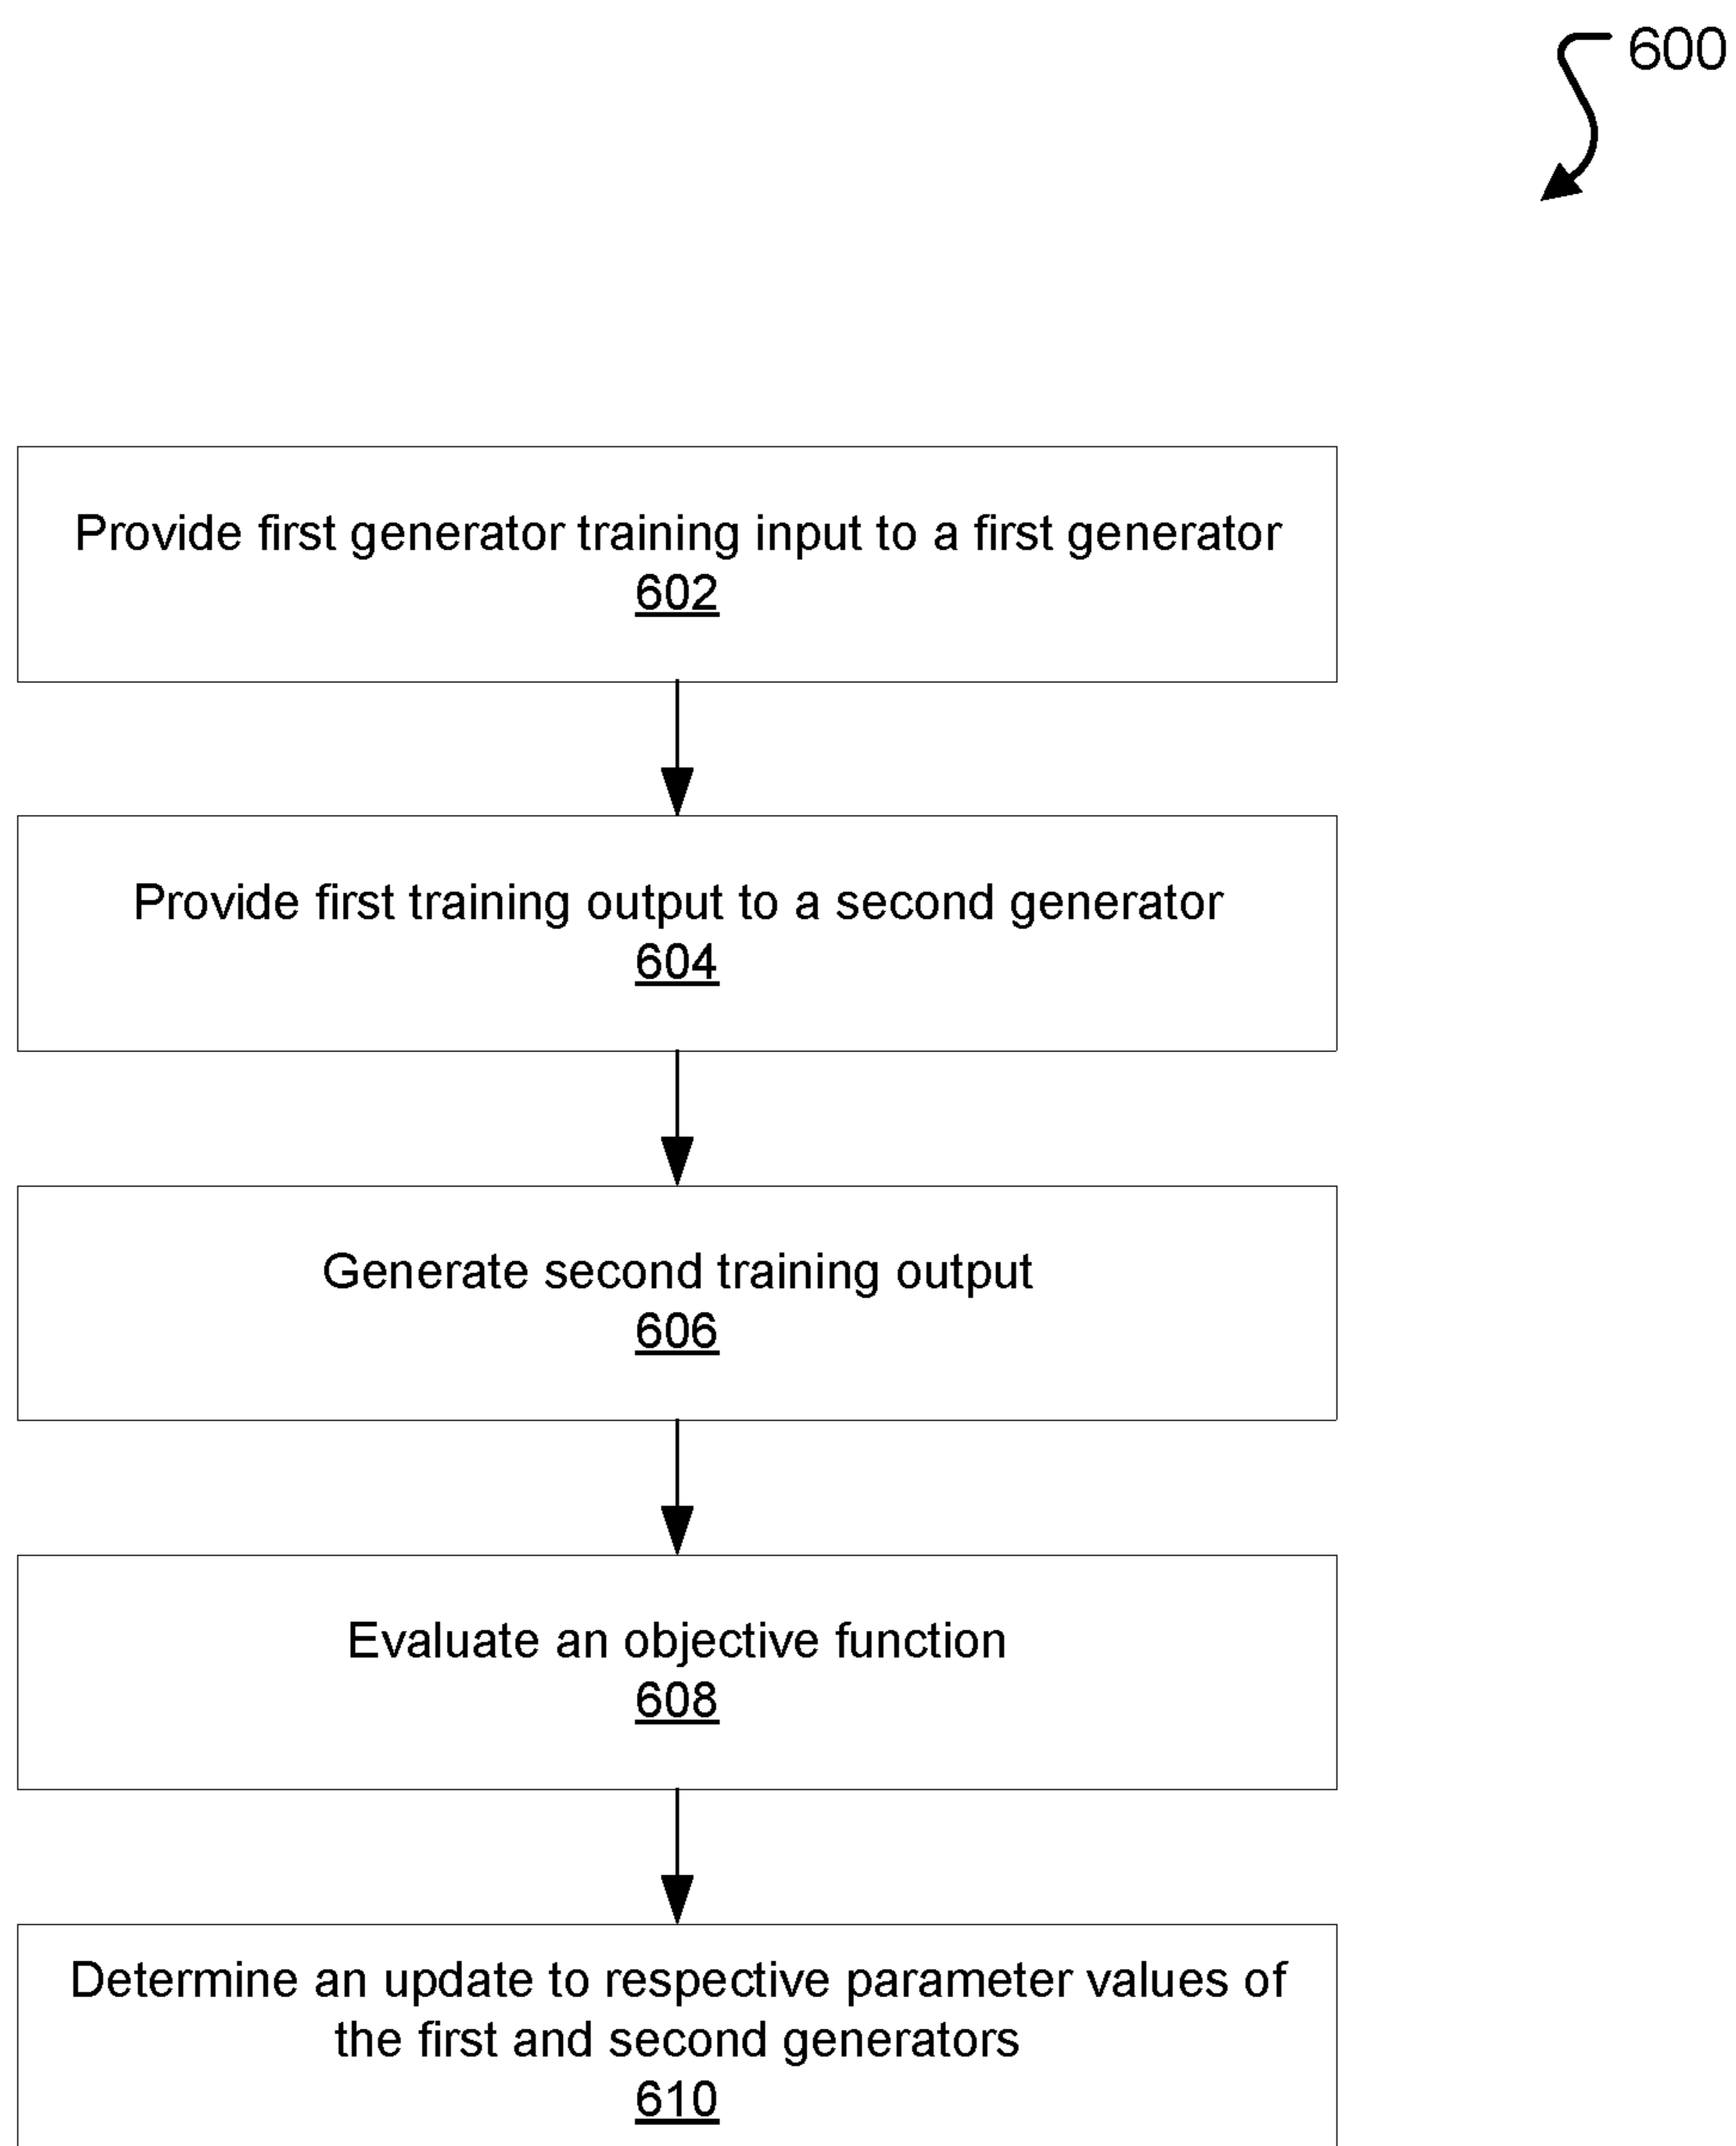 600
Provide first generator training input to a first generator
602
Provide first training output to a second generator
604
Generate second training output
606
Evaluate an objective function
608
Determine an update to respective parameter values of
the first and second generators
610